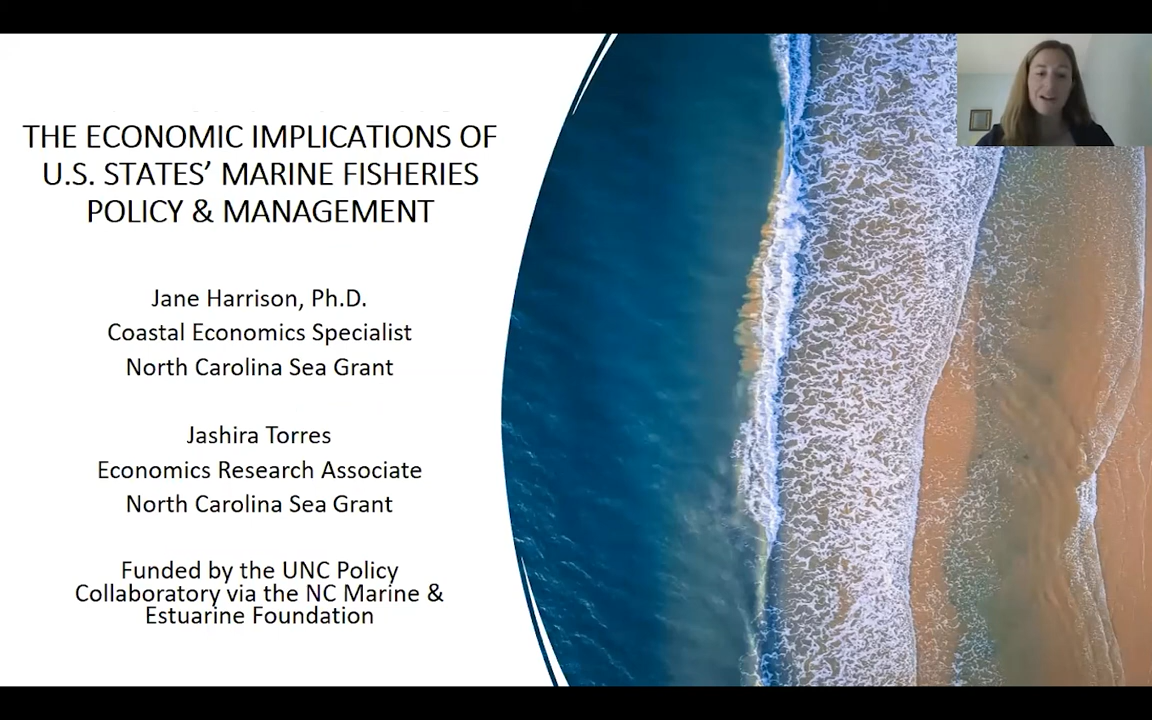 THE ECONOMIC IMPLICATIONS OF
U.S. STATES' MARINE FISHERIES
POLICY & MANAGEMENT
Jane Harrison, Ph.D.
Coastal Economics Specialist
North Carolina Sea Grant
Jashira Torres
Economics Research Associate
North Carolina Sea Grant
Funded by the UNC Policy
Collaboratory via the NC Marine &
Estuarine Foundation